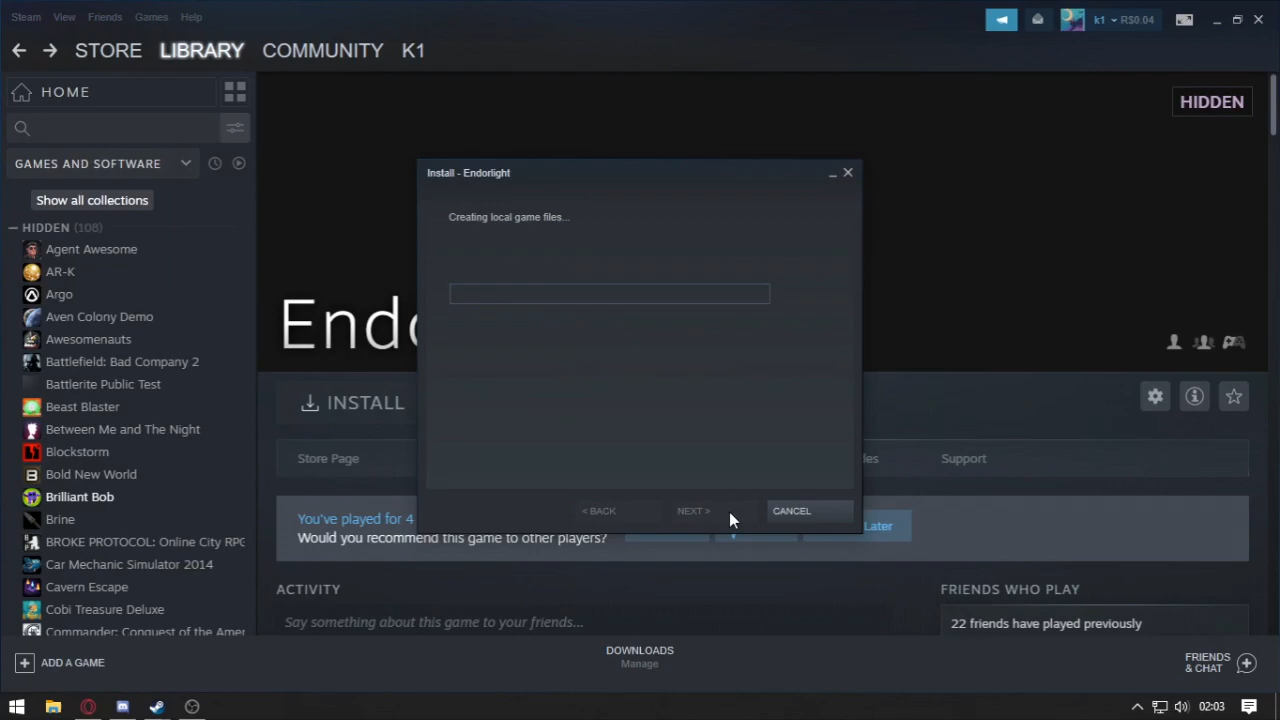 Steam View Friends Games Help
k1 R$0.04
STORE LIBRARY COMMUNITY K1
HOME
HIDDEN
GAMES AND SOFTWARE
Show all collections
HIDDEN (108)
Agent Awesome
AR-K
Argo
Aven Colony Demo
Awesomenauts
Battlefield: Bad Company 2
Battlerite Public Test
Beast Blaster
Between Me and The Night
Blockstorm
Bold New World
Brilliant Bob
Brine
BROKE PROTOCOL: Online City RPG
Car Mechanic Simulator 2014
Cavern Escape
Cobi Treasure Deluxe
Commander: Conquest of the Amer
Install - Endorlight
Creating local game files...
< BACK NEXT > CANCEL
Endo
INSTALL
Store Page les Support
You've played for 4
Would you recommend this game to other players?
Later
ACTIVITY
Say something about this game to your friends...
FRIENDS WHO PLAY
22 friends have played previously
ADD A GAME
DOWNLOADS
Manage
FRIENDS
& CHAT
02:03